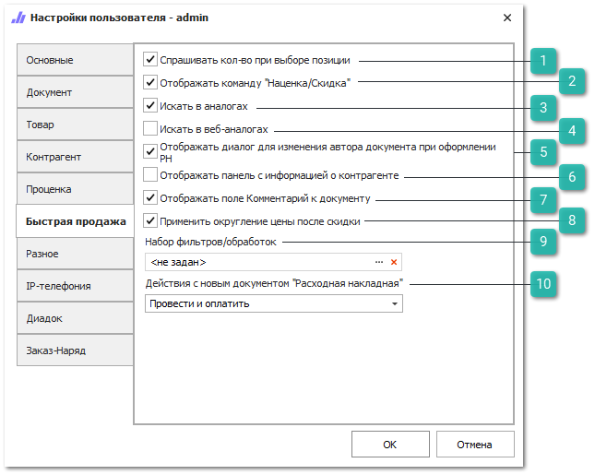 Настройки пользователя - admin
Основные
Документ
Товар
Контрагент
Проценка
Быстрая продажа
Разное
IP-телефония
Диадок
Заказ-Наряд
Спрашивать кол-во при выборе позиции
1
Отображать команду "Наценка/Скидка"
2
Искать в аналогах
3
Искать в веб-аналогах
4
Отображать диалог для изменения автора документа при оформлении
РН
5
Отображать панель с информацией о контрагенте
6
Отображать поле Комментарий к документу
7
Применить округление цены после скидки
8
Набор фильтров/обработок
9
<не задан>
Действия с новым документом "Расходная накладная"
10
Провести и оплатить
ОК
Отмена